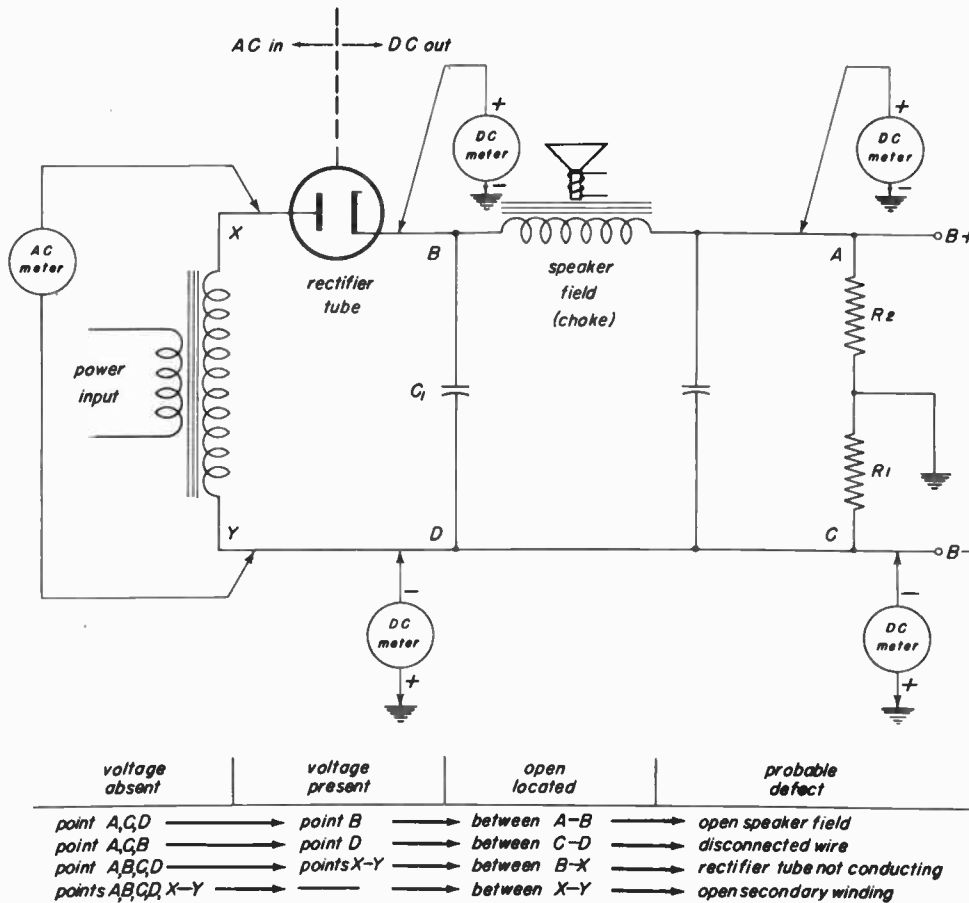 AC in DC out
+
DC meter
-
+
DC meter
-
X
AC meter
rectifier tube
B
speaker field (choke)
A
B+
R2
power input
C1
R1
Y
D
C
B-
-
DC meter
+
-
DC meter
+
voltage absent voltage present open located probable defect
point A,C,D point B between A-B open speaker field
point A,C,B point D between C-D disconnected wire
point A,B,C,D points X-Y between B-X rectifier tube not conducting
points A,B,C,D, X-Y — between X-Y open secondary winding